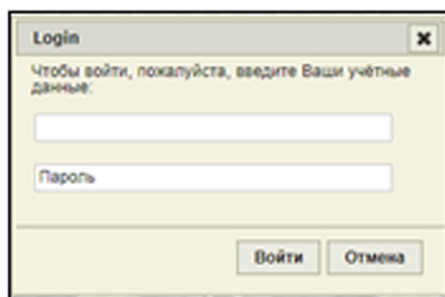 Login
Чтобы войти, пожалуйста, введите Ваши учётные
данные:
Пароль
Войти
Отмена